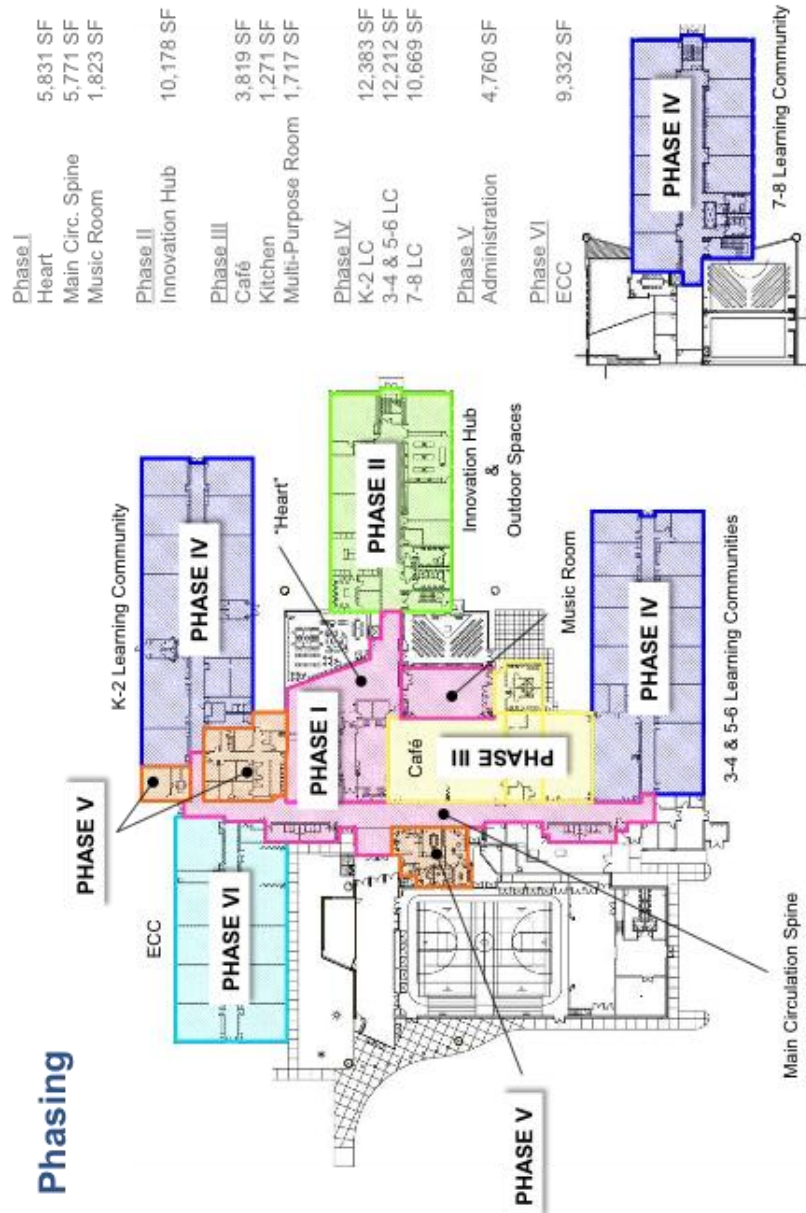 Phasing
ECC
PHASE VI
PHASE V
K-2 Learning Community
PHASE IV
"Heart"
PHASE I
PHASE II
Innovation Hub
&
Outdoor Spaces
Café
PHASE III
Music Room
PHASE IV
3-4 & 5-6 Learning Communities
PHASE V
Main Circulation Spine
Phase I
Heart 5,831 SF
Main Circ. Spine 5,771 SF
Music Room 1,823 SF
Phase II
Innovation Hub 10,178 SF
Phase III
Café 3,819 SF
Kitchen 1,271 SF
Multi-Purpose Room 1,717 SF
Phase IV
K-2 LC 12,383 SF
3-4 & 5-6 LC 12,212 SF
7-8 LC 10,669 SF
Phase V
Administration 4,760 SF
Phase VI
ECC 9,332 SF
PHASE IV
7-8 Learning Community